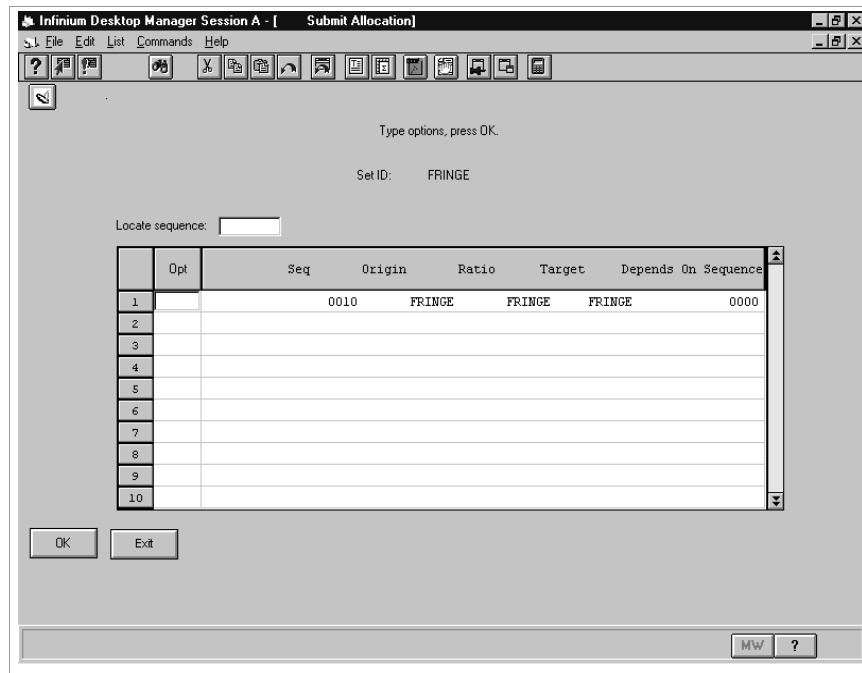 Infinium Desktop Manager Session A - [ Submit Allocation]
File Edit List Commands Help
Type options, press OK.
Set ID: FRINGE
Locate sequence:
Opt Seq Origin Ratio Target Depends On Sequence
1 0010 FRINGE FRINGE FRINGE 0000
2
3
4
5
6
7
8
9
10
OK Exit
MW ?